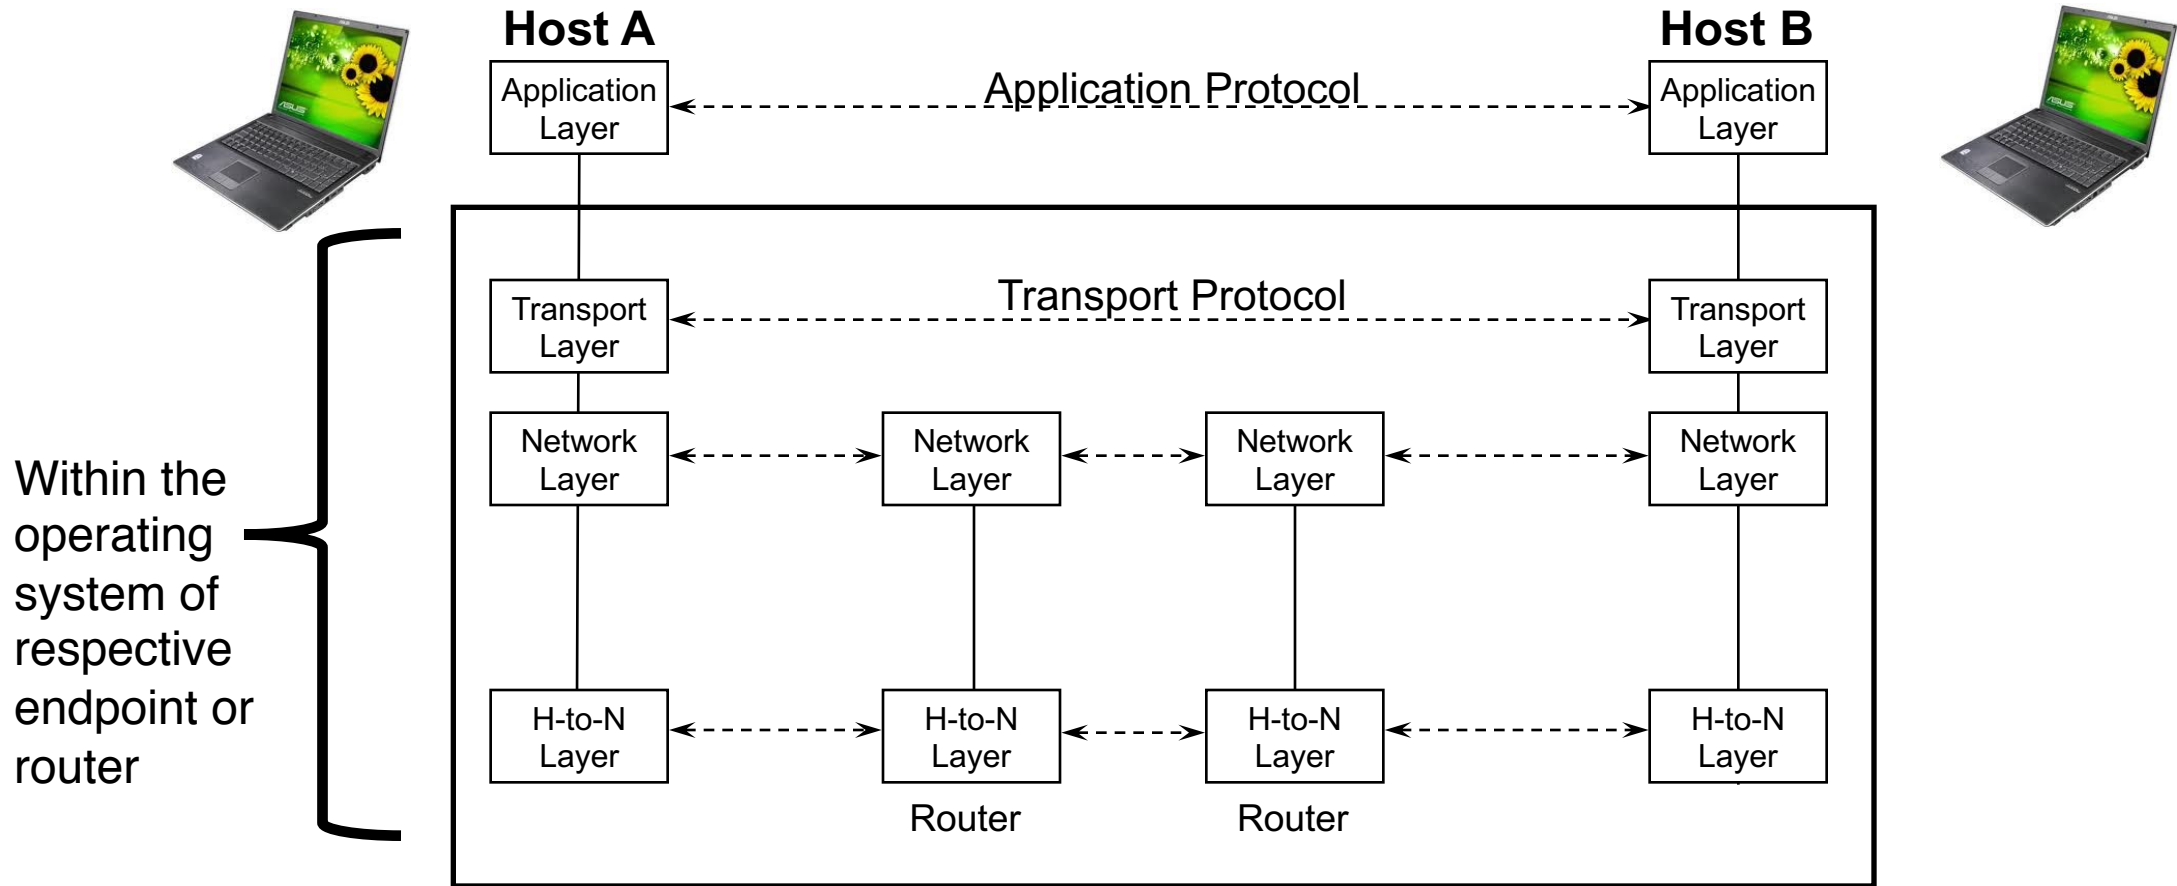 Host A
Host B
Application
Layer
Application Protocol
Application
Layer
Transport
Layer
Transport Protocol
Transport
Layer
Network
Layer
Network
Layer
Network
Layer
Network
Layer
Within the
operating
system of
respective
endpoint or
router
H-to-N
Layer
H-to-N
Layer
H-to-N
Layer
H-to-N
Layer
Router
Router
ASUS
ASUS